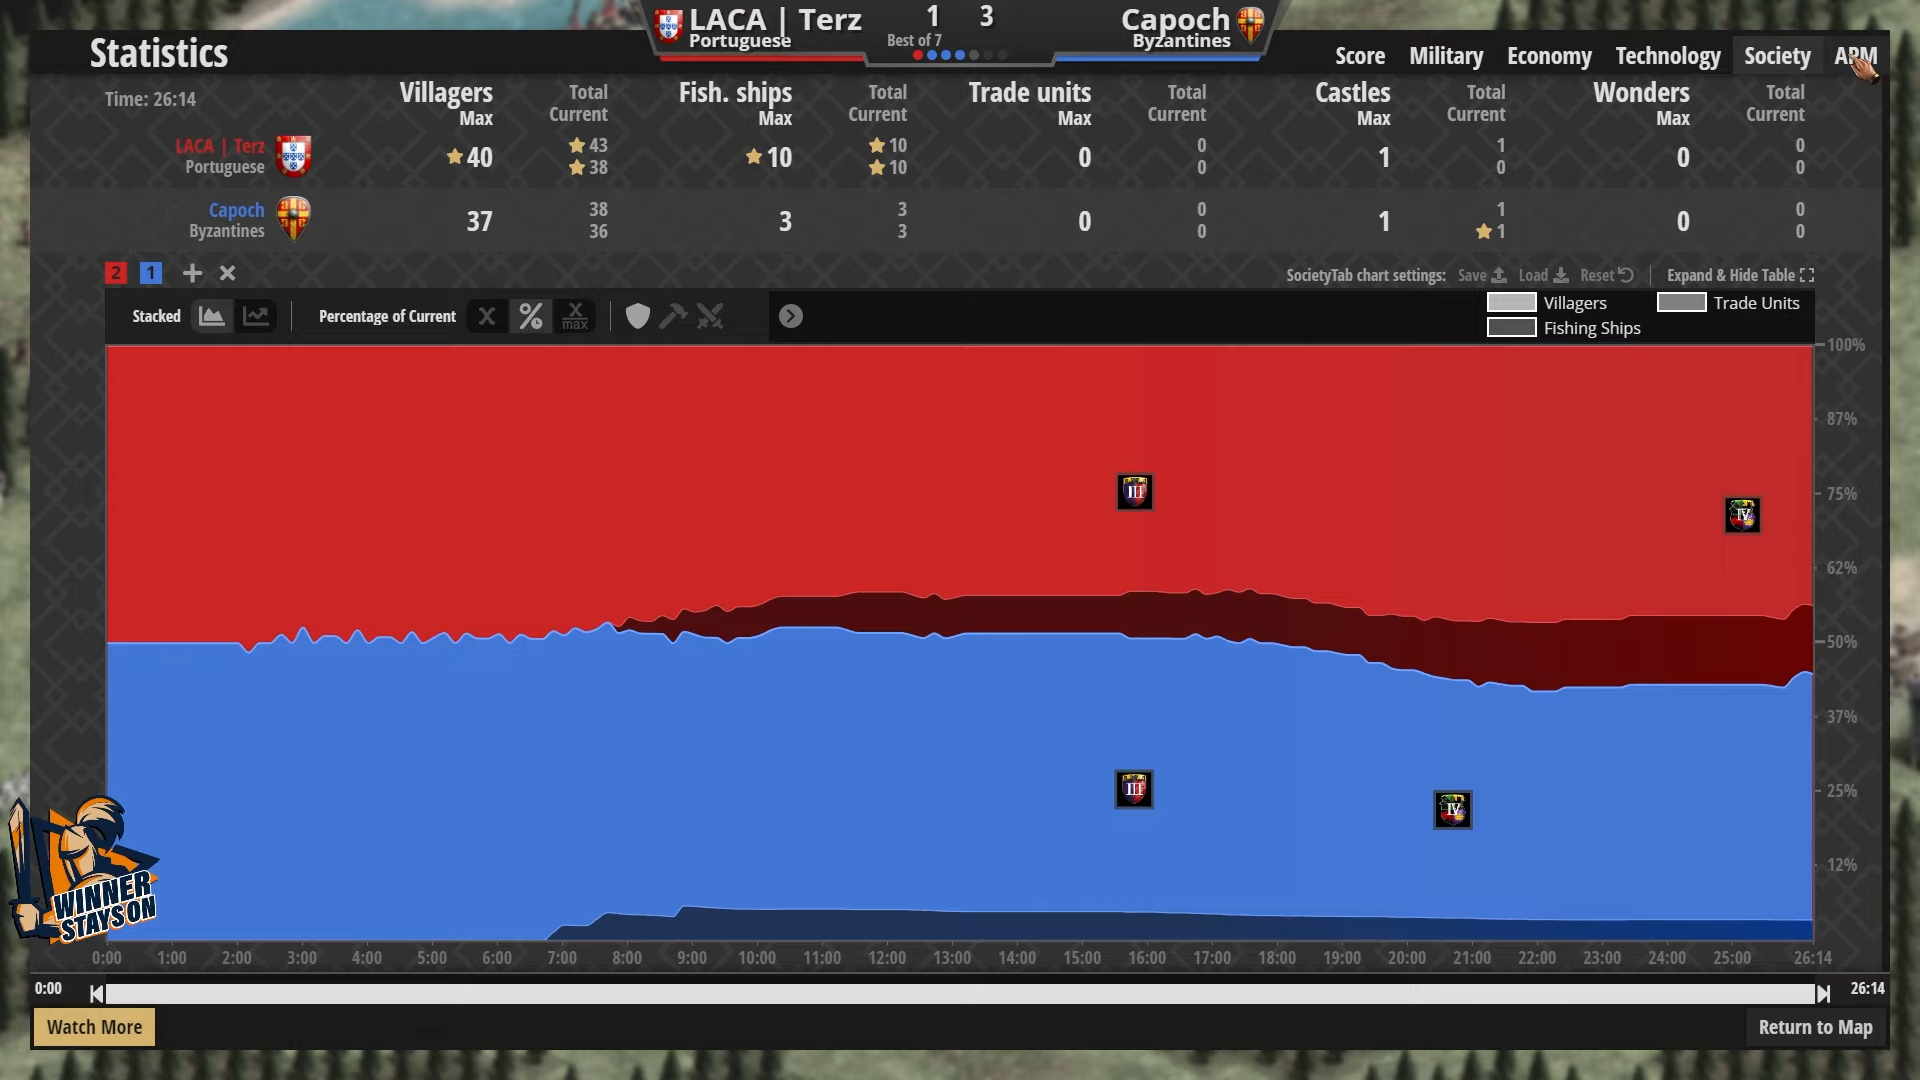 LACA | Terz
Portuguese
1 3
Best of 7
Capoch
Byzantines
Statistics
Score Military Economy Technology Society APM
Time: 26:14
Villagers
Max
Total
Current
Fish. ships
Max
Total
Current
Trade units
Max
Total
Current
Castles
Max
Total
Current
Wonders
Max
Total
Current
LACA | Terz
Portuguese
40
43
38
10
10
10
0
0
0
1
1
0
0
0
0
Capoch
Byzantines
37
38
36
3
3
3
0
0
0
1
1
1
0
0
0
2 1
SocietyTab chart settings: Save Load Reset Expand & Hide Table
Stacked Percentage of Current X % X max
Villagers Trade Units
Fishing Ships
100%
87%
75%
62%
50%
37%
25%
12%
III
IV
III
IV
WINNER
STAYS ON
0:00 1:00 2:00 3:00 4:00 5:00 6:00 7:00 8:00 9:00 10:00 11:00 12:00 13:00 14:00 15:00 16:00 17:00 18:00 19:00 20:00 21:00 22:00 23:00 24:00 25:00 26:14
0:00 26:14
Watch More Return to Map